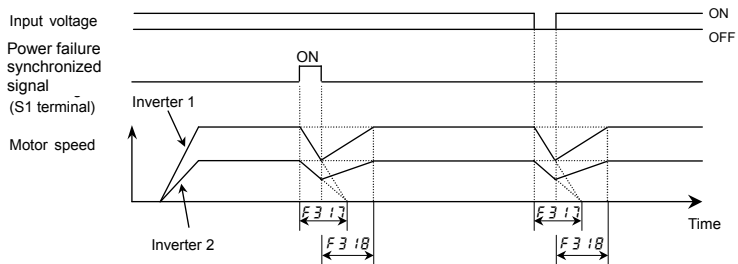 Input voltage
ON
OFF
Power failure
synchronized
signal
(S1 terminal)
ON
Inverter 1
Motor speed
F317
F317
Time
Inverter 2
F318
F318